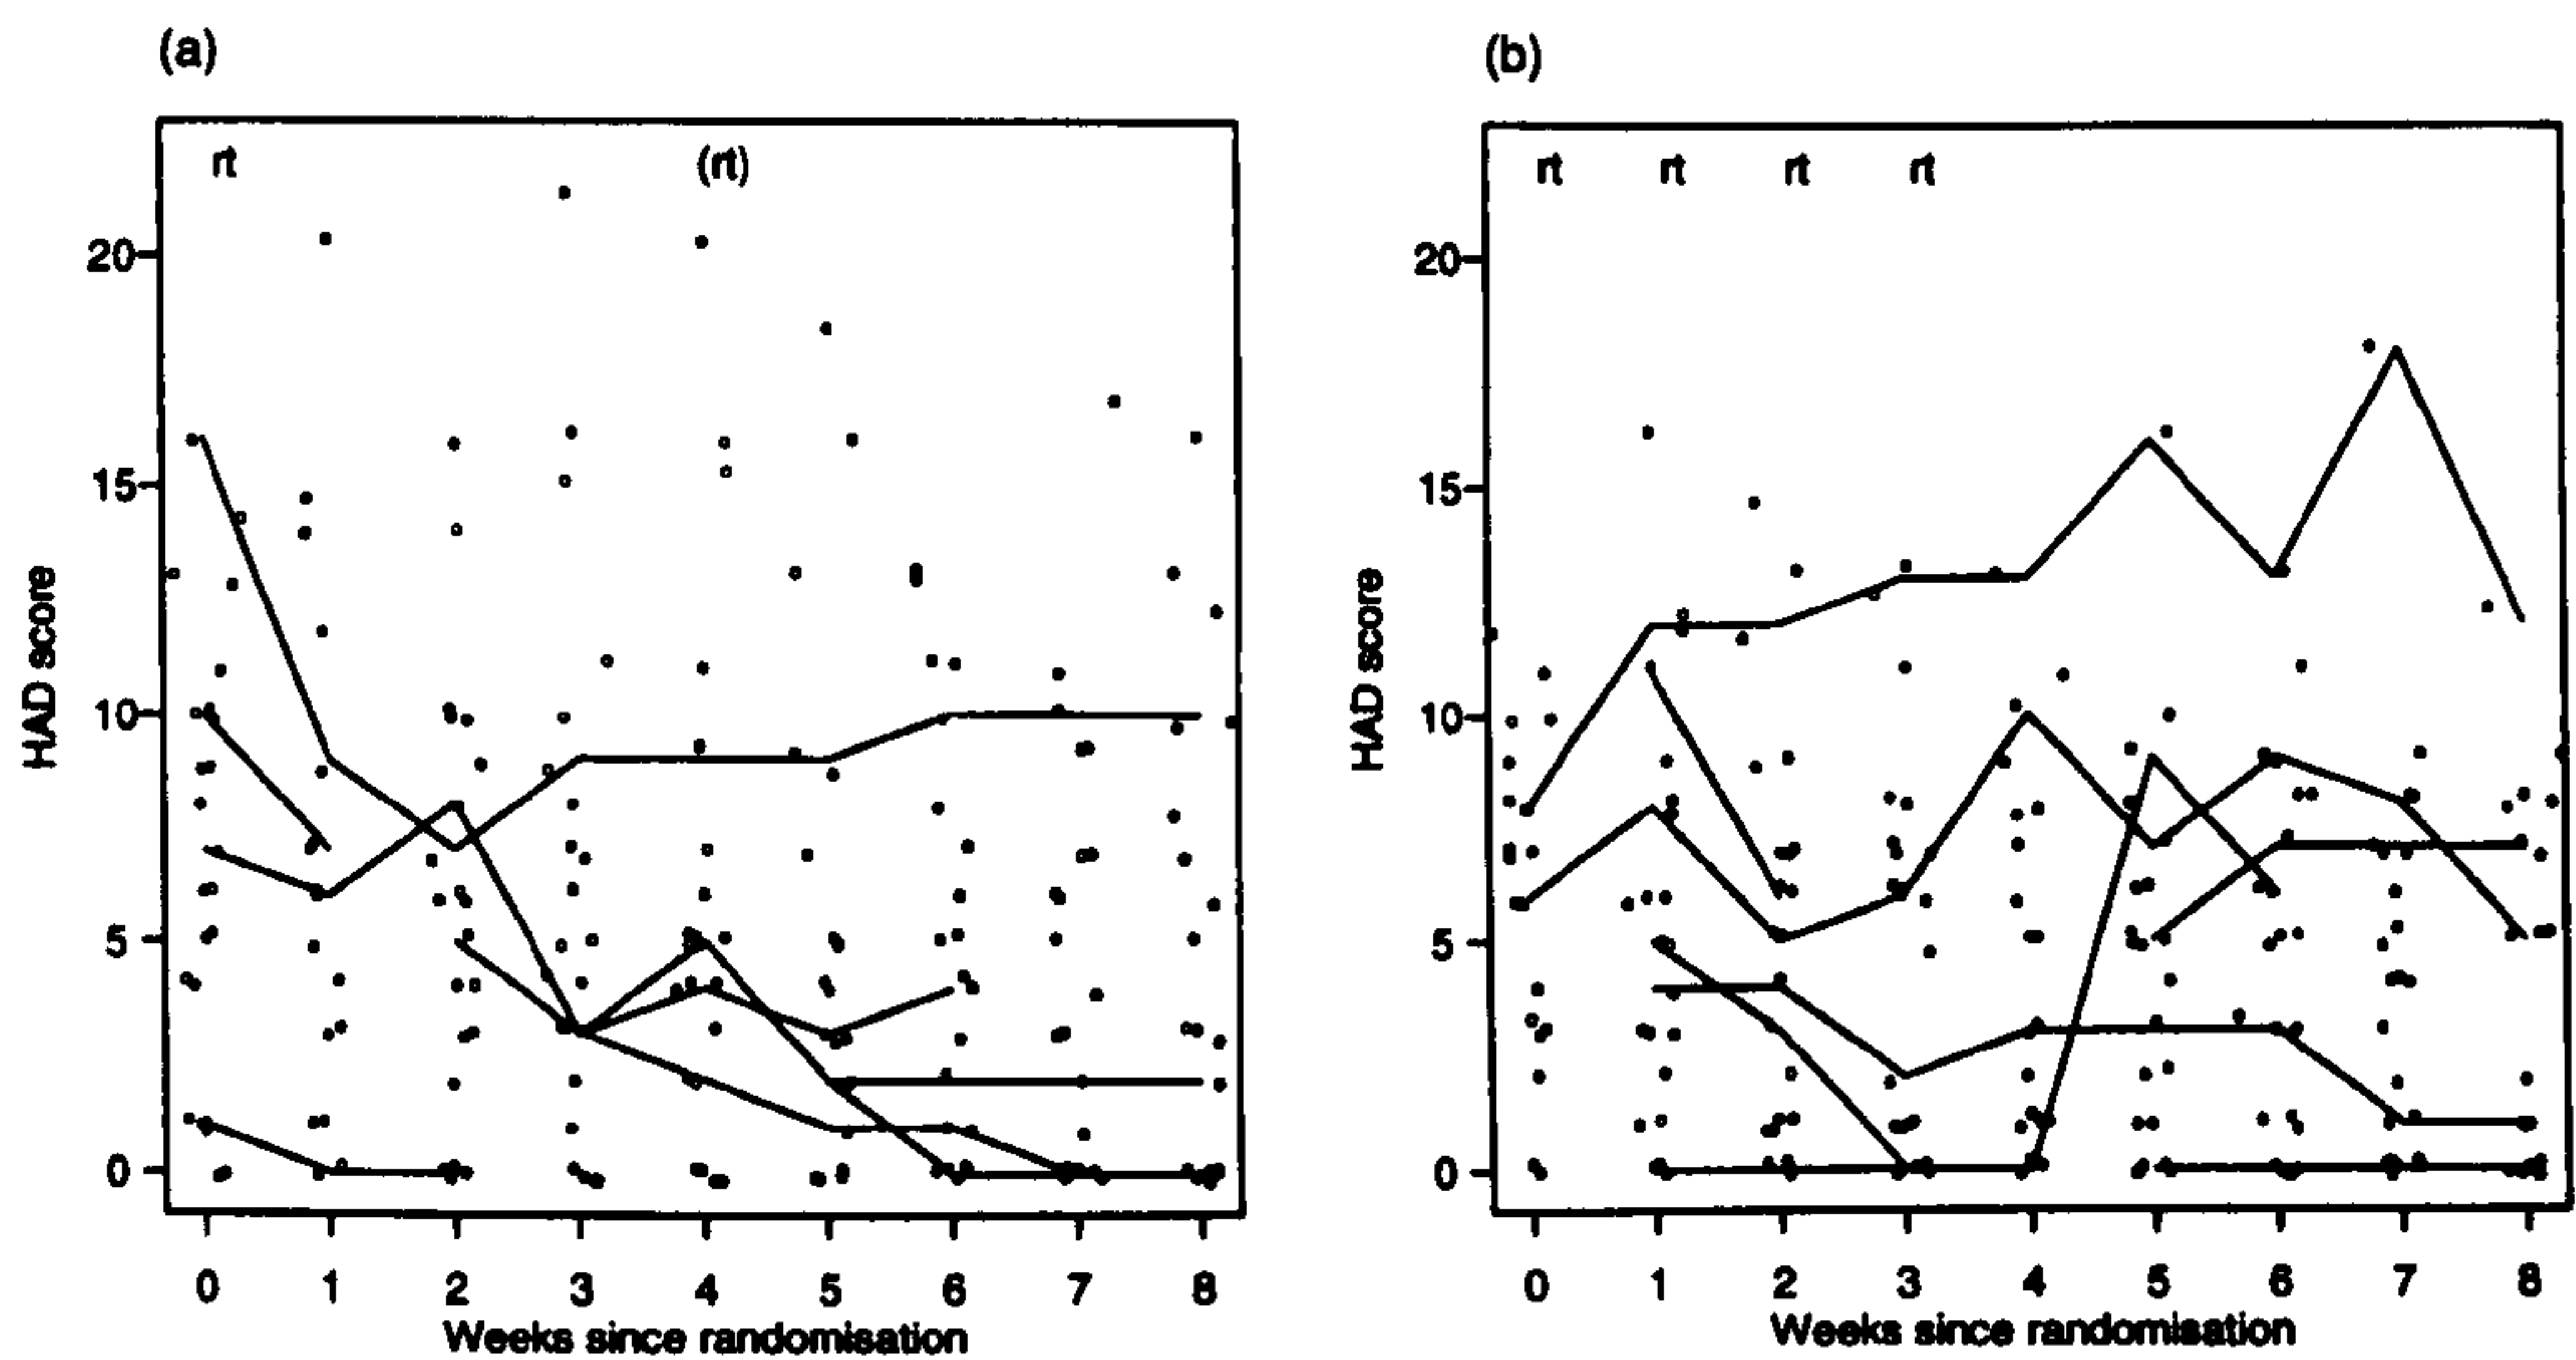 (a)
rt (rt)
20
15
10
5
0
HAD score
0 1 2 3 4 5 6 7 8
Weeks since randomisation
(b)
rt rt rt rt
20
15
10
5
0
HAD score
0 1 2 3 4 5 6 7 8
Weeks since randomisation